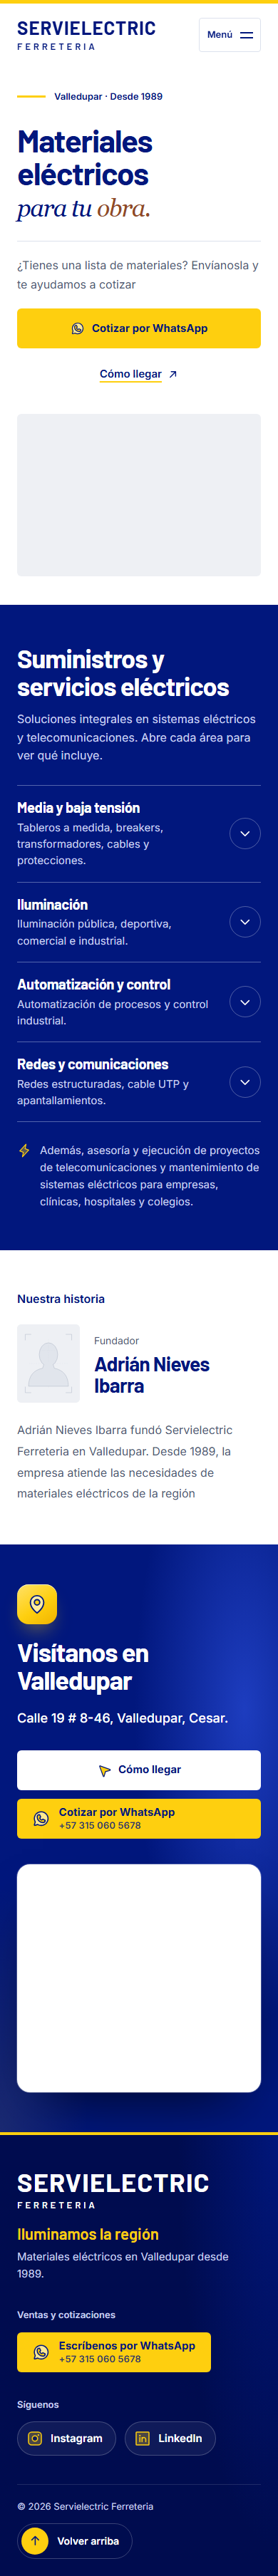 SERVIELECTRIC
FERRETERIA
Menú
Valledupar · Desde 1989
Materiales
eléctricos
para tu obra.
¿Tienes una lista de materiales? Envíanosla y
te ayudamos a cotizar
Cotizar por WhatsApp
Cómo llegar
Suministros y
servicios eléctricos
Soluciones integrales en sistemas eléctricos
y telecomunicaciones. Abre cada área para
ver qué incluye.
Media y baja tensión
Tableros a medida, breakers,
transformadores, cables y
protecciones.
Iluminación
Iluminación pública, deportiva,
comercial e industrial.
Automatización y control
Automatización de procesos y control
industrial.
Redes y comunicaciones
Redes estructuradas, cable UTP y
apantallamientos.
Además, asesoría y ejecución de proyectos
de telecomunicaciones y mantenimiento de
sistemas eléctricos para empresas,
clínicas, hospitales y colegios.
Nuestra historia
Fundador
Adrián Nieves
Ibarra
Adrián Nieves Ibarra fundó Servielectric
Ferreteria en Valledupar. Desde 1989, la
empresa atiende las necesidades de
materiales eléctricos de la región
Visítanos en
Valledupar
Calle 19 # 8-46, Valledupar, Cesar.
Cómo llegar
Cotizar por WhatsApp
+57 315 060 5678
SERVIELECTRIC
FERRETERIA
Iluminamos la región
Materiales eléctricos en Valledupar desde
1989.
Ventas y cotizaciones
Escríbenos por WhatsApp
+57 315 060 5678
Síguenos
Instagram
LinkedIn
© 2026 Servielectric Ferreteria
Volver arriba